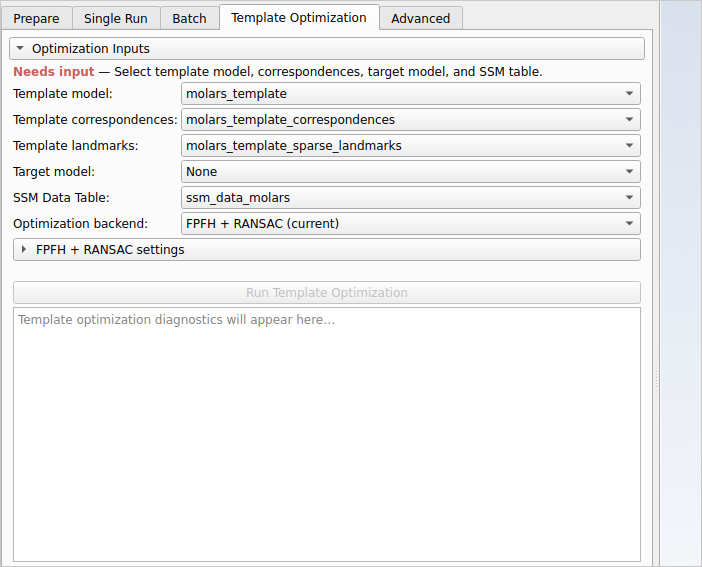 Prepare Single Run Batch Template Optimization Advanced
Optimization Inputs
Needs input — Select template model, correspondences, target model, and SSM table.
Template model: molars_template
Template correspondences: molars_template_correspondences
Template landmarks: molars_template_sparse_landmarks
Target model: None
SSM Data Table: ssm_data_molars
Optimization backend: FPFH + RANSAC (current)
FPFH + RANSAC settings
Run Template Optimization
Template optimization diagnostics will appear here...